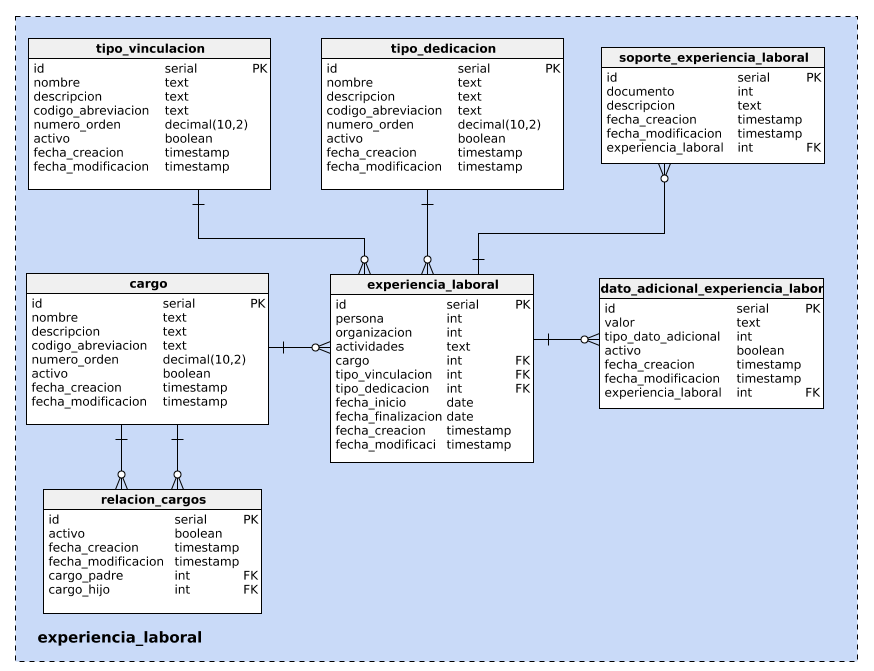 tipo_vinculacion
id serial PK
nombre text
descripcion text
codigo_abreviacion text
numero_orden decimal(10,2)
activo boolean
fecha_creacion timestamp
fecha_modificacion timestamp
tipo_dedicacion
id serial PK
nombre text
descripcion text
codigo_abreviacion text
numero_orden decimal(10,2)
activo boolean
fecha_creacion timestamp
fecha_modificacion timestamp
soporte_experiencia_laboral
id serial PK
documento int
descripcion text
fecha_creacion timestamp
fecha_modificacion timestamp
experiencia_laboral int FK
cargo
id serial PK
nombre text
descripcion text
codigo_abreviacion text
numero_orden decimal(10,2)
activo boolean
fecha_creacion timestamp
fecha_modificacion timestamp
experiencia_laboral
id serial PK
persona int
organizacion int
actividades text
cargo int FK
tipo_vinculacion int FK
tipo_dedicacion int FK
fecha_inicio date
fecha_finalizacion date
fecha_creacion timestamp
fecha_modificaci timestamp
dato_adicional_experiencia_labor
id serial PK
valor text
tipo_dato_adicional int
activo boolean
fecha_creacion timestamp
fecha_modificacion timestamp
experiencia_laboral int FK
relacion_cargos
id serial PK
activo boolean
fecha_creacion timestamp
fecha_modificacion timestamp
cargo_padre int FK
cargo_hijo int FK
experiencia_laboral